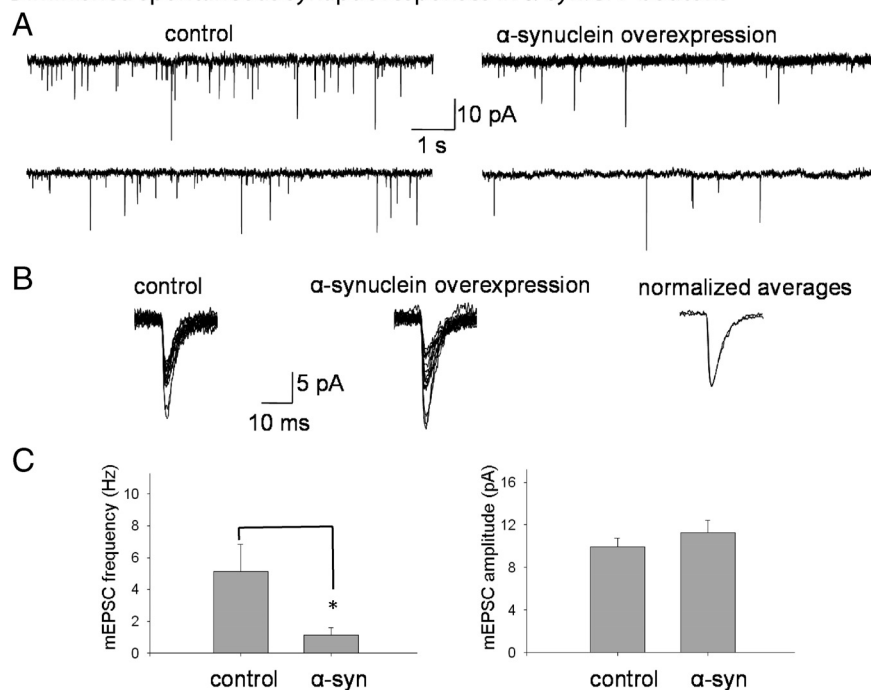 A
control
α-synuclein overexpression
10 pA
1 s
B
control
α-synuclein overexpression
normalized averages
5 pA
10 ms
C
mEPSC frequency (Hz)
10
8
6
4
2
0
*
control
α-syn
mEPSC amplitude (pA)
16
12
8
4
0
control
α-syn